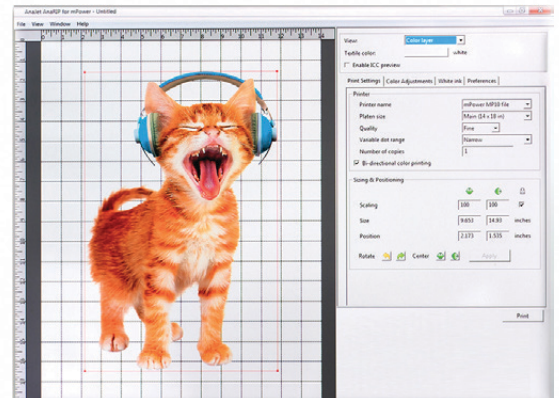 AnaJet AnaRIP for mPower - Untitled
File View Window Help
View: Color layer
Textile color: white
Enable ICC preview
Print Settings Color Adjustments White ink Preferences
Printer
Printer name mPower MP10 file
Platen size Main (14 x 18 in)
Quality Fine
Variable dot range Narrow
Number of copies 1
Bi-directional color printing
Sizing & Positioning
Scaling 100 100
Size 9.653 14.93 inches
Position 2.173 1.535 inches
Rotate Center Apply
Print